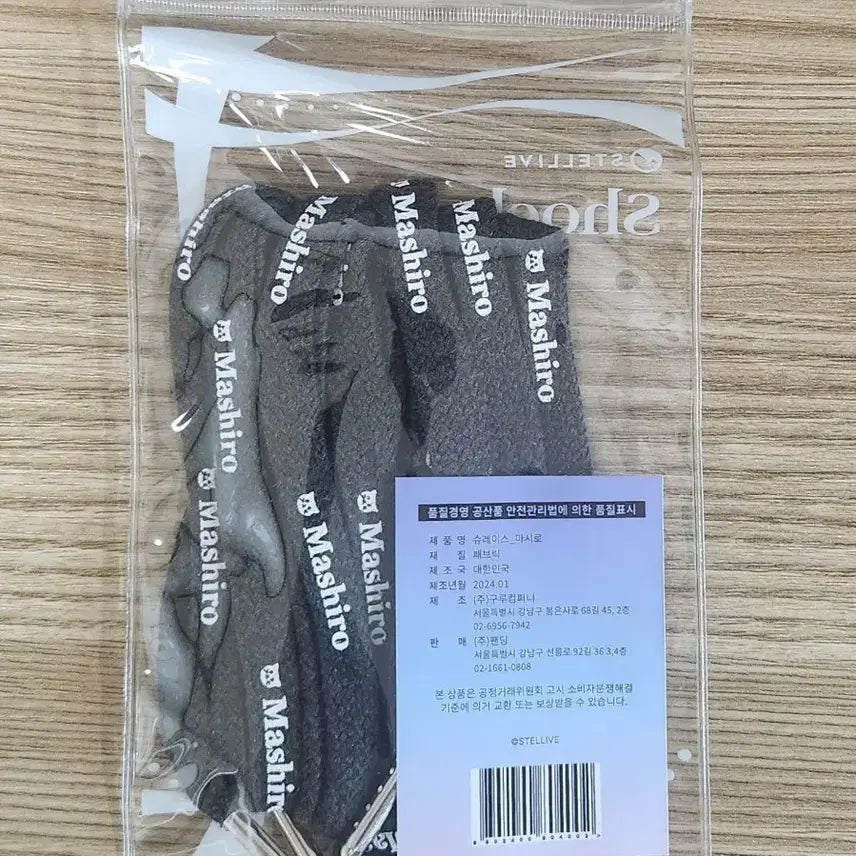 STELLIVE
Mashiro
Mashiro
Mashiro
Mashiro
Mashiro
Mashiro
Mashiro
Mashiro
Mashiro
Mashiro
품질경영 공산품 안전관리법에 의한 품질표시
제 품 명 슈레이스_마시로
재 질 패브릭
제 조 국 대한민국
제조년월 2024.01
제 조 (주)구루컴퍼니
서울특별시 강남구 봉은사로 68길 45, 2층
02-6956-7942
판 매 (주)팬딩
서울특별시 강남구 선릉로 92길 36 3,4층
02-1661-0808
본 상품은 공정거래위원회 고시 소비자분쟁해결
기준에 의거 교환 또는 보상받을 수 있습니다.
©STELLIVE